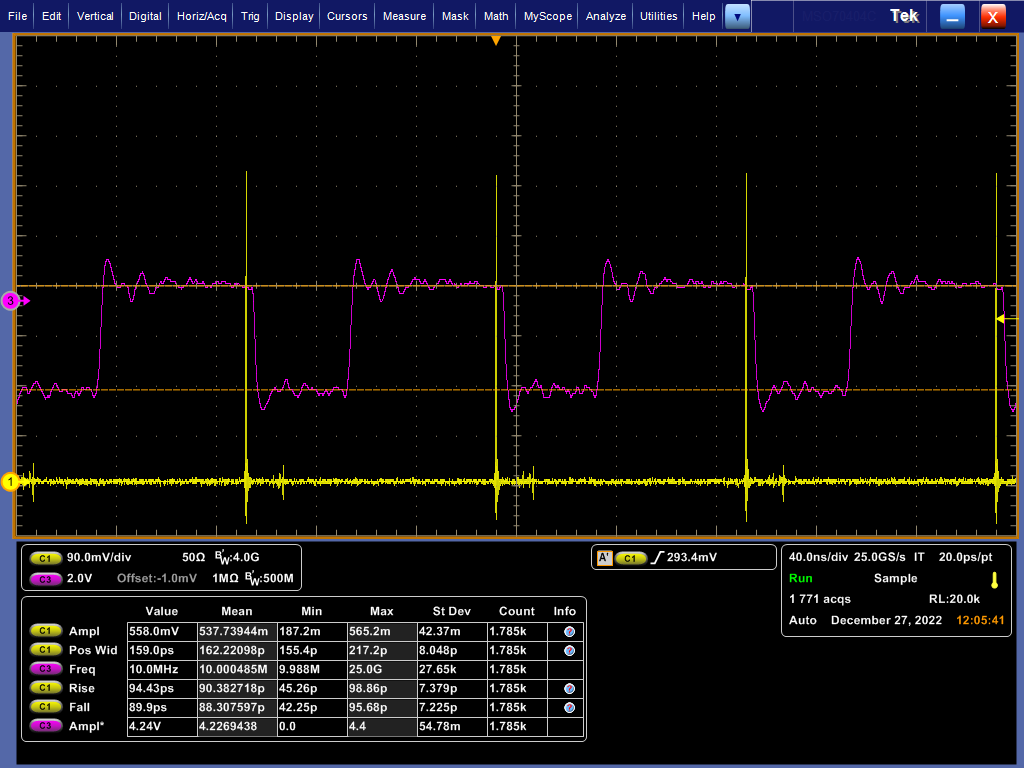 File Edit Vertical Digital Horiz/Acq Trig Display Cursors Measure Mask Math MyScope Analyze Utilities Help Tek X
3
1
C1 90.0mV/div 50Ω BW:4.0G
C3 2.0V Offset:-1.0mV 1MΩ BW:500M
A' C1 293.4mV
40.0ns/div 25.0GS/s IT 20.0ps/pt
Run Sample
1 771 acqs RL:20.0k
Auto December 27, 2022 12:05:41
Value Mean Min Max St Dev Count Info
C1 Ampl 558.0mV 537.73944m 187.2m 565.2m 42.37m 1.785k
C1 Pos Wid 159.0ps 162.22098p 155.4p 217.2p 8.048p 1.785k
C3 Freq 10.0MHz 10.000485M 9.988M 25.0G 27.65k 1.785k
C1 Rise 94.43ps 90.382718p 45.26p 98.86p 7.379p 1.785k
C1 Fall 89.9ps 88.307597p 42.25p 95.68p 7.225p 1.785k
C3 Ampl* 4.24V 4.2269438 0.0 4.4 54.78m 1.785k